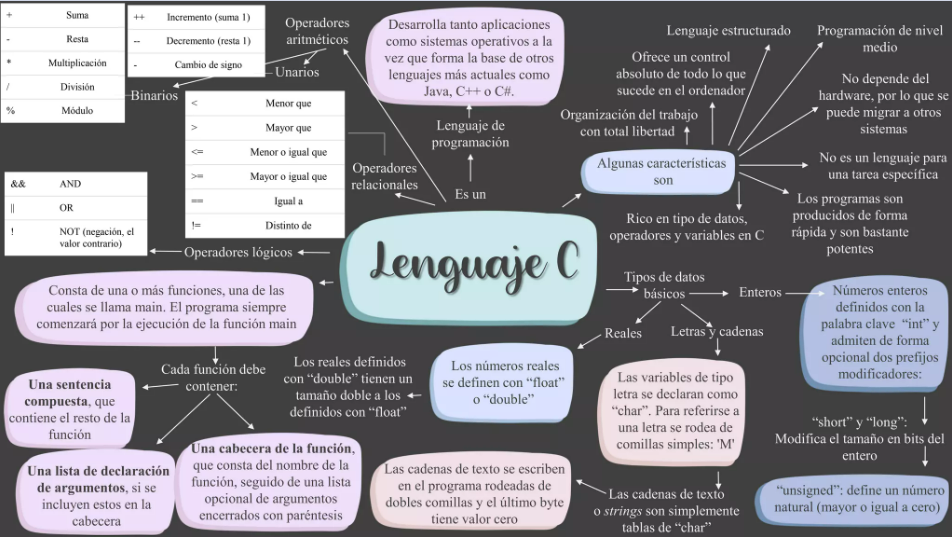 + Suma
- Resta
* Multiplicación
/ División
% Módulo
++ Incremento (suma 1)
-- Decremento (resta 1)
- Cambio de signo
Operadores
aritméticos
Unarios
Binarios
< Menor que
> Mayor que
<= Menor o igual que
>= Mayor o igual que
== Igual a
!= Distinto de
Operadores
relacionales
&& AND
|| OR
! NOT (negación, el
valor contrario)
Operadores lógicos
Desarrolla tanto aplicaciones
como sistemas operativos a la
vez que forma la base de otros
lenguajes más actuales como
Java, C++ o C#.
Lenguaje de
programación
Es un
Lenguaje C
Algunas características
son
Organización del trabajo
con total libertad
Ofrece un control
absoluto de todo lo que
sucede en el ordenador
Lenguaje estructurado
Programación de nivel
medio
No depende del
hardware, por lo que se
puede migrar a otros
sistemas
No es un lenguaje para
una tarea específica
Los programas son
producidos de forma
rápida y son bastante
potentes
Rico en tipo de datos,
operadores y variables en C
Consta de una o más funciones, una de las
cuales se llama main. El programa siempre
comenzará por la ejecución de la función main
Cada función debe
contener:
Una sentencia
compuesta, que
contiene el resto de la
función
Una lista de declaración
de argumentos, si se
incluyen estos en la
cabecera
Una cabecera de la función,
que consta del nombre de la
función, seguido de una lista
opcional de argumentos
encerrados con paréntesis
Tipos de datos
básicos
Enteros
Números enteros
definidos con la
palabra clave “int” y
admiten de forma
opcional dos prefijos
modificadores:
“short” y “long”:
Modifica el tamaño en bits del
entero
“unsigned”: define un número
natural (mayor o igual a cero)
Reales
Los números reales
se definen con “float”
o “double”
Los reales definidos
con “double” tienen un
tamaño doble a los
definidos con “float”
Letras y cadenas
Las variables de tipo
letra se declaran como
“char”. Para referirse a
una letra se rodea de
comillas simples: 'M'
Las cadenas de texto
o strings son simplemente
tablas de “char”
Las cadenas de texto se escriben
en el programa rodeadas de
dobles comillas y el último byte
tiene valor cero